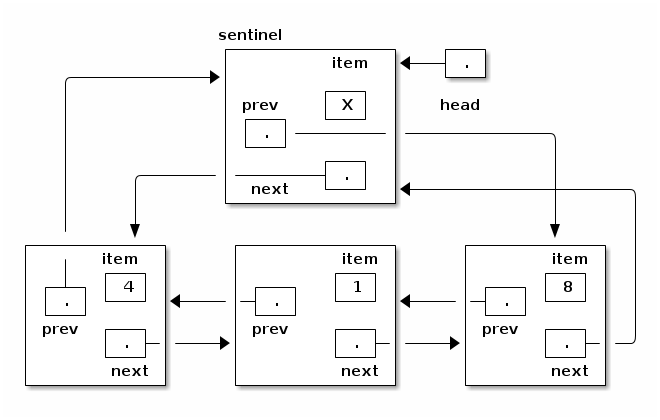 sentinel
item
.
prev
X
head
.
.
next
item
item
item
4
1
8
.
.
.
prev
prev
prev
.
.
.
next
next
next